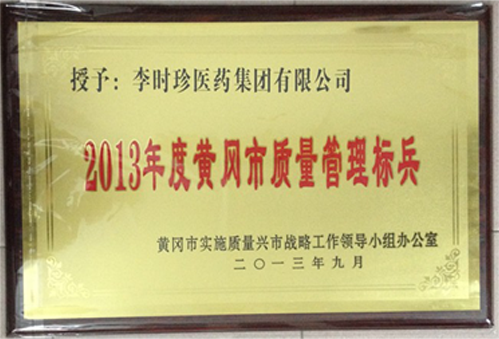 授予：李时珍医药集团有限公司
2013年度黄冈市质量管理标兵
黄冈市实施质量兴市战略工作领导小组办公室
二〇一三年九月